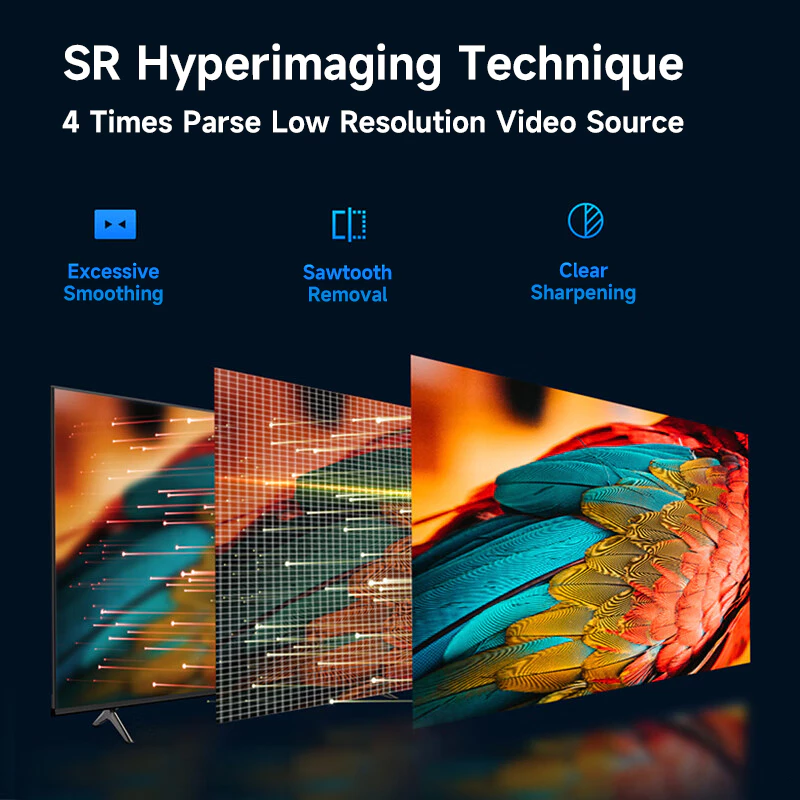 SR Hyperimaging Technique
4 Times Parse Low Resolution Video Source
Excessive
Smoothing
Sawtooth
Removal
Clear
Sharpening